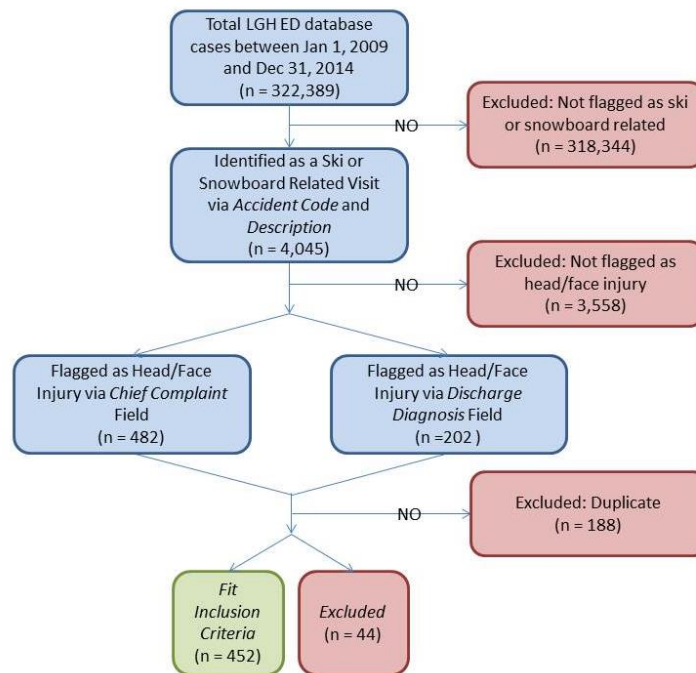 Total LGH ED database
cases between Jan 1, 2009
and Dec 31, 2014
(n = 322,389)
NO
Excluded: Not flagged as ski
or snowboard related
(n = 318,344)
Identified as a Ski or
Snowboard Related Visit
via Accident Code and
Description
(n = 4,045)
NO
Excluded: Not flagged as
head/face injury
(n = 3,558)
Flagged as Head/Face
Injury via Chief Complaint
Field
(n = 482)
Flagged as Head/Face
Injury via Discharge
Diagnosis Field
(n =202 )
NO
Excluded: Duplicate
(n = 188)
Fit
Inclusion
Criteria
(n = 452)
Excluded
(n = 44)